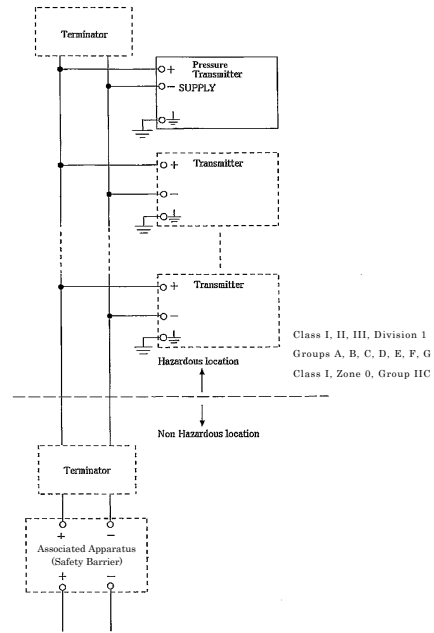 Terminator
+ Pressure
Transmitter
− SUPPLY
+ Transmitter
−
+ Transmitter
−
Class I, II, III, Division 1
Groups A, B, C, D, E, F, G
Hazardous location
Class I, Zone 0, Group IIC
Non Hazardous location
Terminator
+ −
Associated Apparatus
(Safety Barrier)
+ −